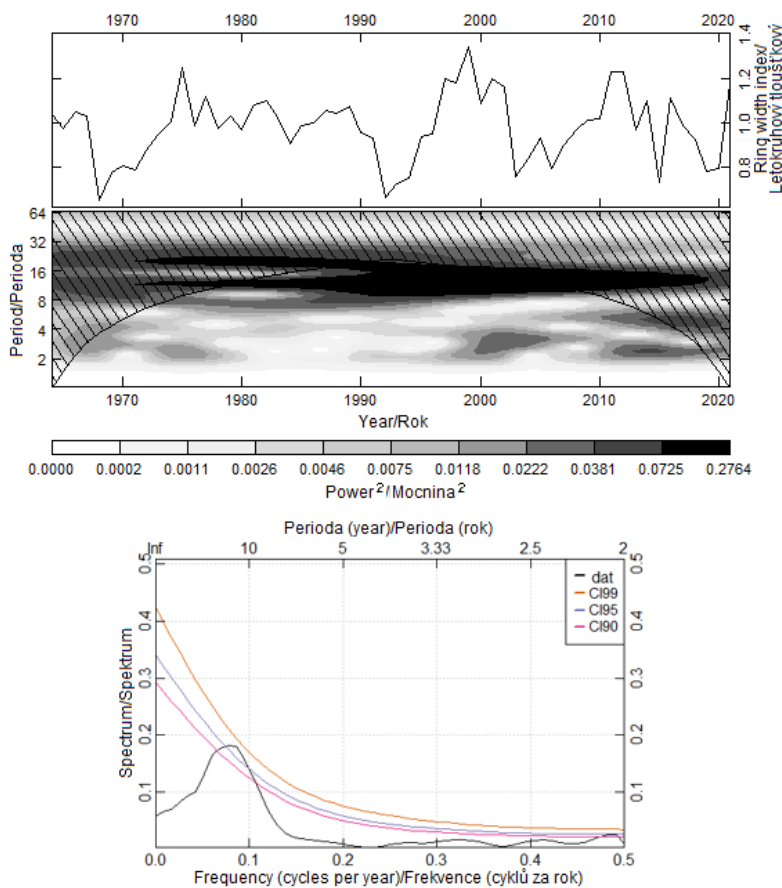 1970 1980 1990 2000 2010 2020
0.8 1.0 1.2 1.4
Ring width index/
Letokruhový tloušťkový
64
32
16
8
4
2
Period/Perioda
1970 1980 1990 2000 2010 2020
Year/Rok
0.0000 0.0002 0.0011 0.0026 0.0046 0.0075 0.0118 0.0222 0.0381 0.0725 0.2764
Power2/Mocnina2
Perioda (year)/Perioda (rok)
Inf 10 5 3.33 2.5 2
0.5 0.5
0.4 0.4
0.3 0.3
0.2 0.2
0.1 0.1
Spectrum/Spektrum
dat
CI99
CI95
CI90
0.0 0.1 0.2 0.3 0.4 0.5
Frequency (cycles per year)/Frekvence (cyklů za rok)